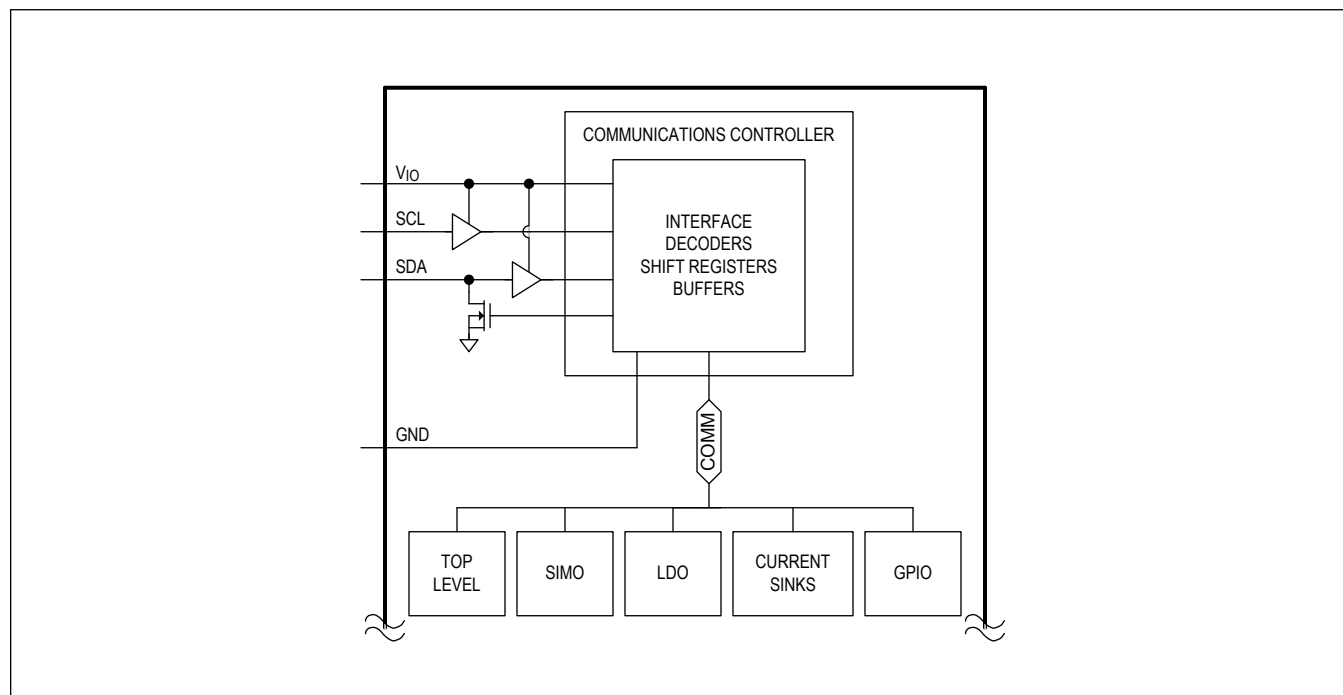 COMMUNICATIONS CONTROLLER
VIO
SCL
SDA
INTERFACE
DECODERS
SHIFT REGISTERS
BUFFERS
GND
COMM
TOP
LEVEL
SIMO
LDO
CURRENT
SINKS
GPIO